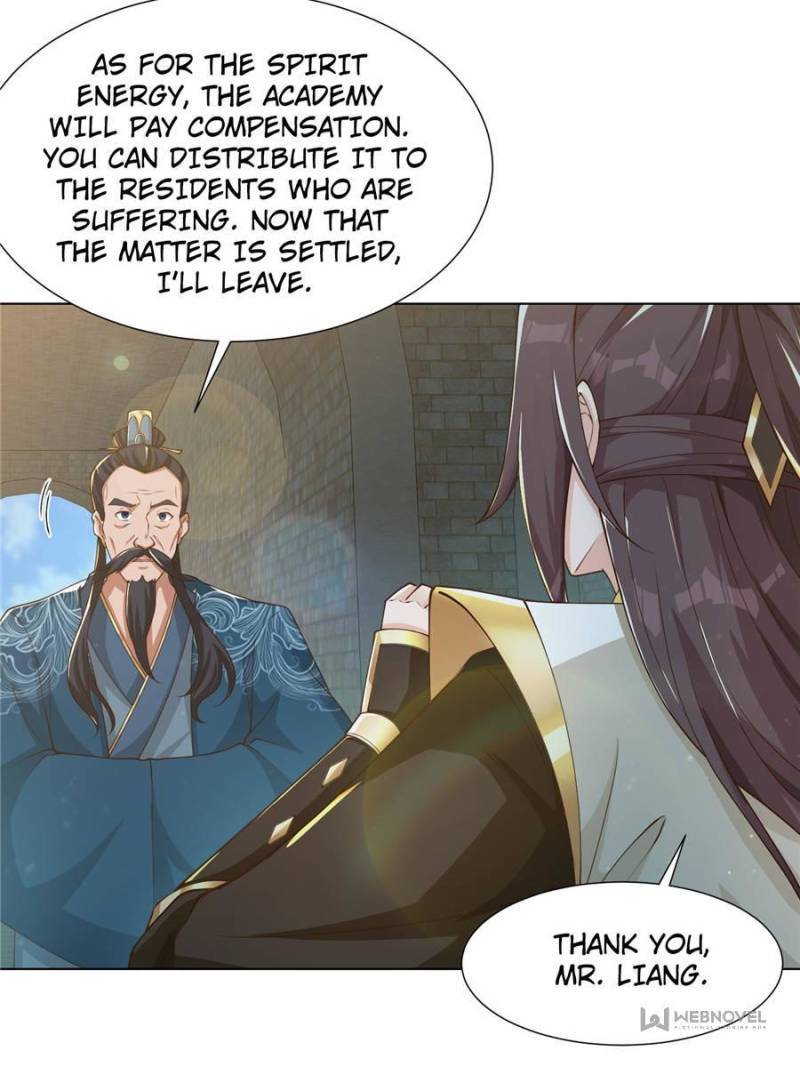 AS FOR THE SPIRIT
ENERGY, THE ACADEMY
WILL PAY COMPENSATION.
YOU CAN DISTRIBUTE IT TO
THE RESIDENTS WHO ARE
SUFFERING. NOW THAT
THE MATTER IS SETTLED,
I'LL LEAVE.
THANK YOU,
MR. LIANG.
WEBNOVEL